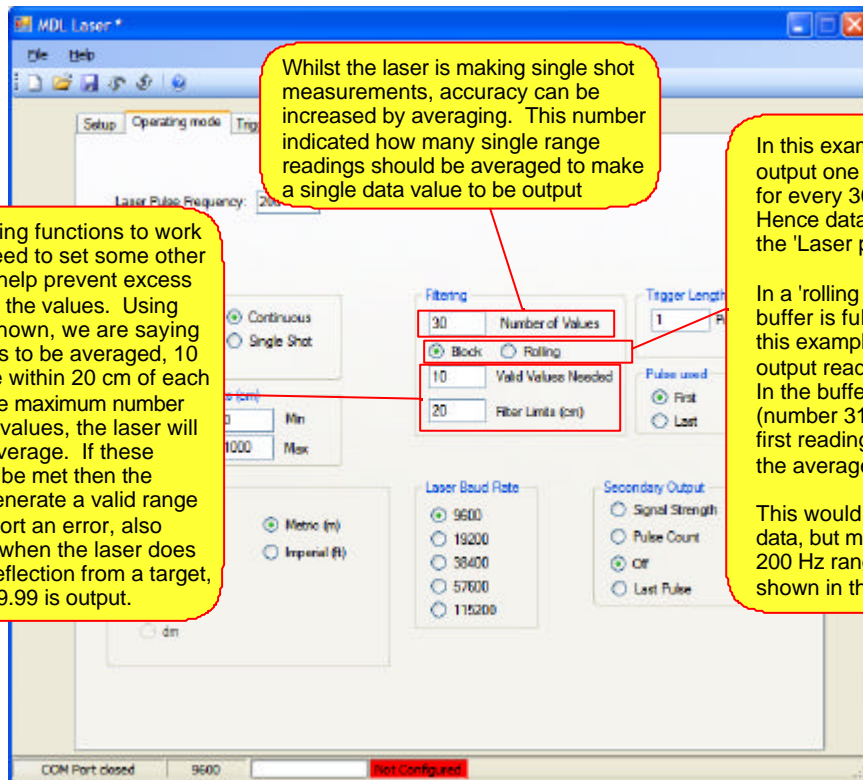 MDL Laser *
File Help
Setup Operating mode Trig
Whilst the laser is making single shot
measurements, accuracy can be
increased by averaging. This number
indicated how many single range
readings should be averaged to make
a single data value to be output
Laser Pulse Frequency: 200
ing functions to work
eed to set some other
help prevent excess
the values. Using
hown, we are saying
s to be averaged, 10
e within 20 cm of each
e maximum number
values, the laser will
verage. If these
be met then the
enerate a valid range
ort an error, also
when the laser does
eflection from a target,
9.99 is output.
In this exam
output one
for every 30
Hence data
the 'Laser p
In a 'rolling
buffer is ful
this example
output read
In the buffe
(number 31
first reading
the average
This would
data, but m
200 Hz rang
shown in th
Continuous
Single Shot
(cm)
0 Min
1000 Max
Filtering
30 Number of Values
Block Rolling
10 Valid Values Needed
20 Filter Limits (cm)
Trigger Length
1
Pulse used
First
Last
Metric (m)
Imperial (ft)
dm
Laser Baud Rate
9600
19200
38400
57600
115200
Secondary Output
Signal Strength
Pulse Count
Off
Last Pulse
COM Port closed 9600 Not Configured